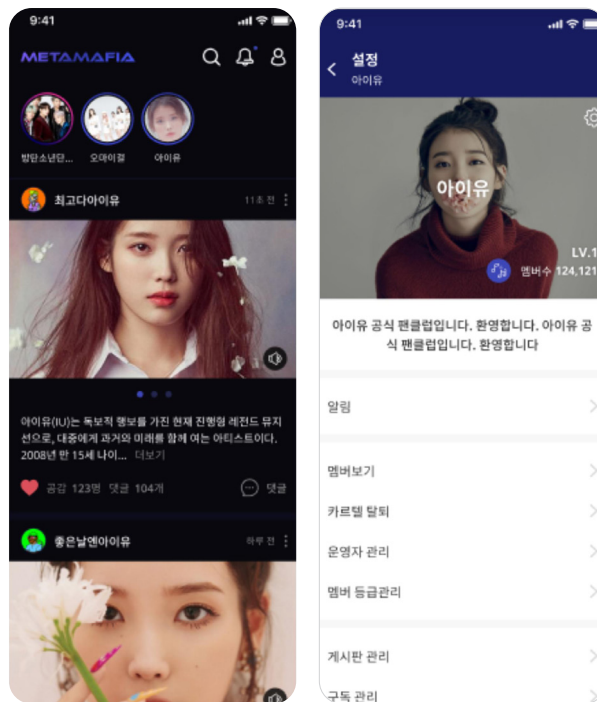 9:41
METAMAFIA
방탄소년단...
오마이걸
아이유
최고다아이유
11초 전
아이유(IU)는 독보적 행보를 가진 현재 진행형 레전드 뮤지
션으로, 대중에게 과거와 미래를 함께 여는 아티스트이다.
2008년 만 15세 나이... 더보기
공감 123명 댓글 104개
댓글
좋은날엔아이유
하루 전
9:41
설정
아이유
아이유
LV.1
멤버수 124,121
아이유 공식 팬클럽입니다. 환영합니다. 아이유 공
식 팬클럽입니다. 환영합니다
알림
멤버보기
카르텔 탈퇴
운영자 관리
멤버 등급관리
게시판 관리
구독 관리